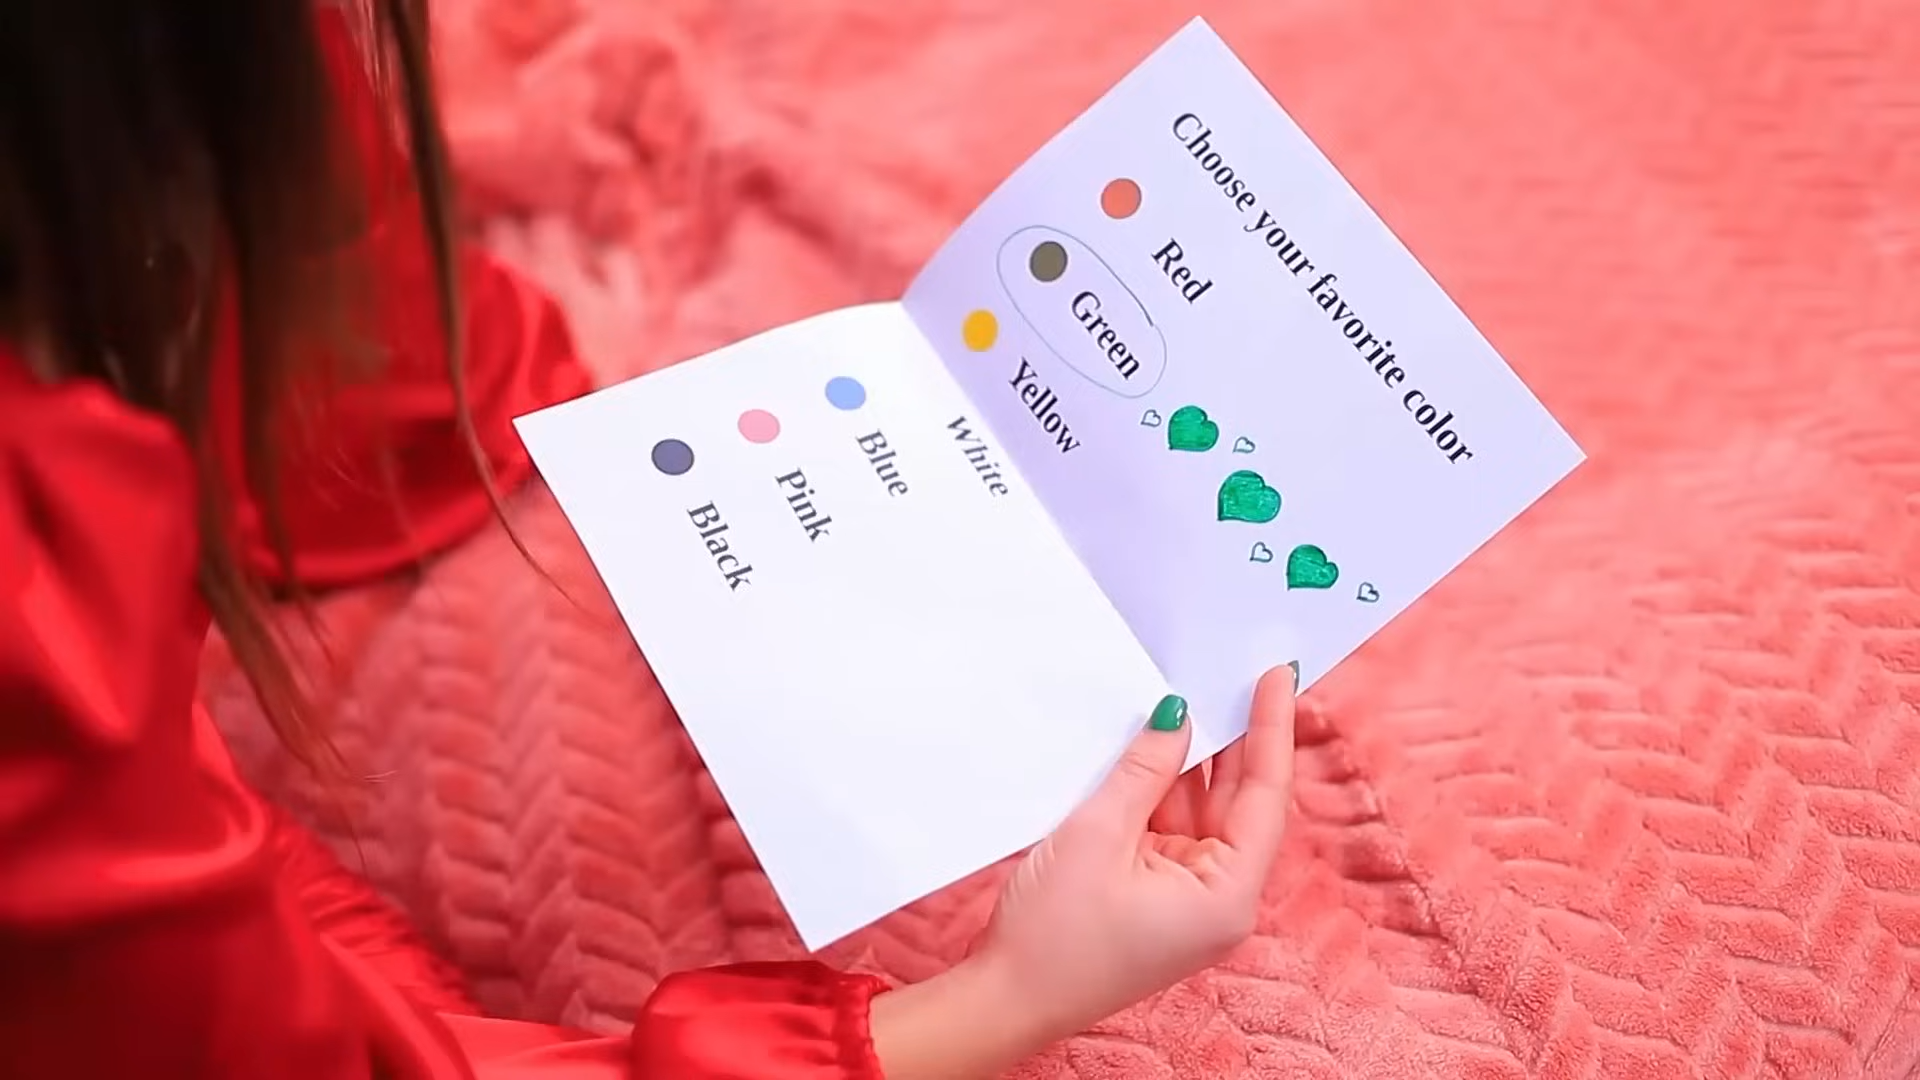 Choose your favorite color
Red
Green
Yellow
White
Blue
Pink
Black